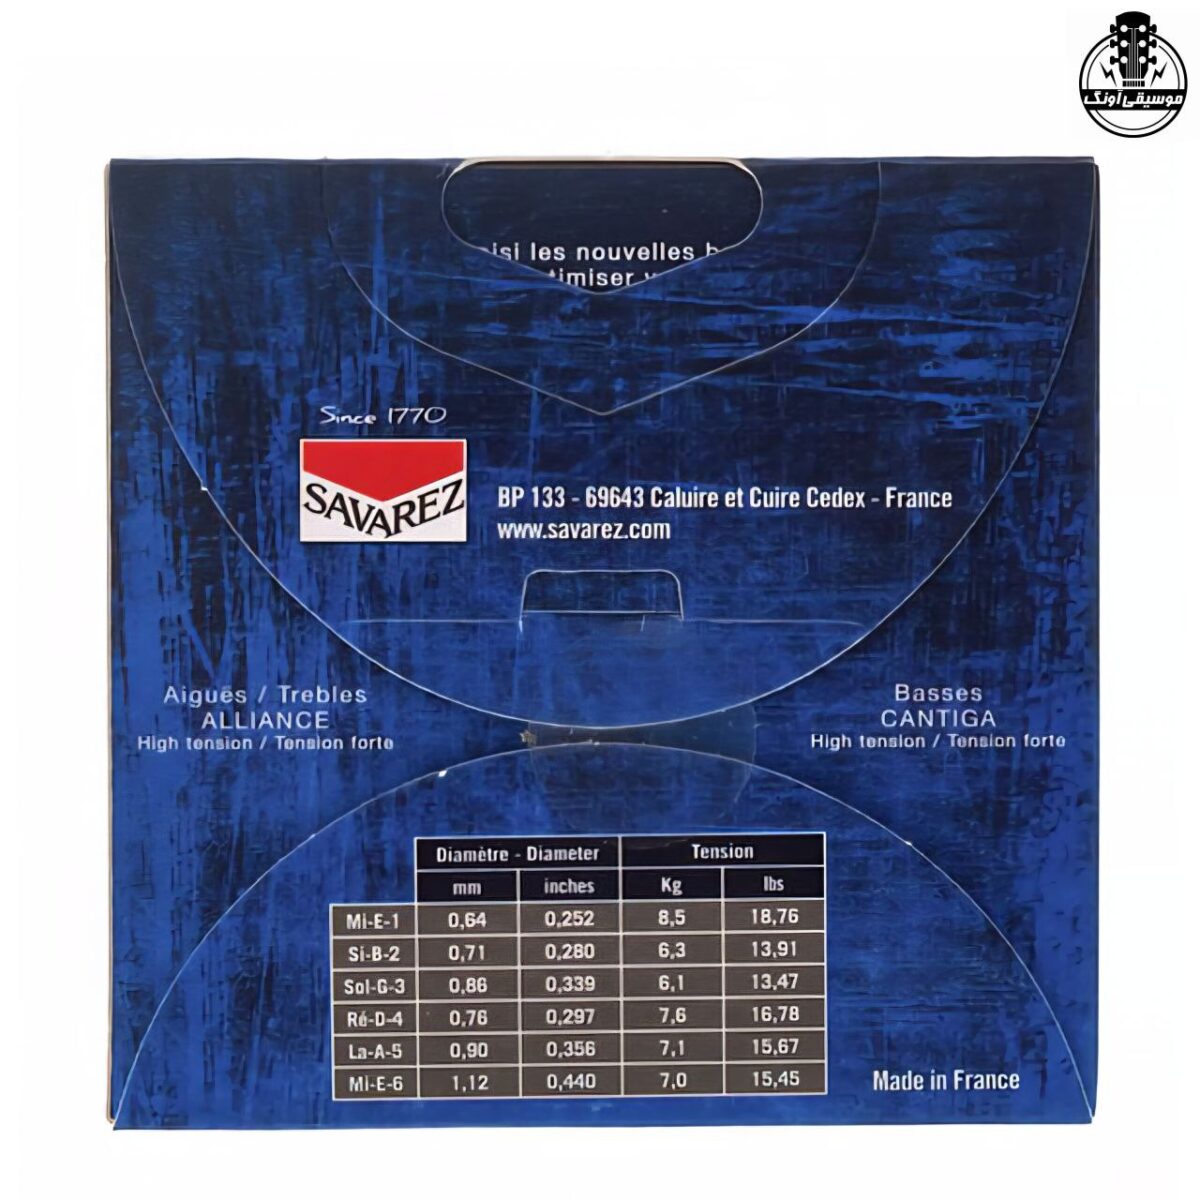 موسیقی آونگ
les nouvelles
Since 1770
SAVAREZ
BP 133 - 69643 Caluire et Cuire Cedex - France
www.savarez.com
Aiguës / Trebles
ALLIANCE
High tension / Tension forte
Basses
CANTIGA
High tension / Tension forte
Diamètre - Diameter Tension
mm inches Kg lbs
Mi-E-1 0,64 0,252 8,5 18,76
Si-B-2 0,71 0,280 6,3 13,91
Sol-G-3 0,86 0,339 6,1 13,47
Ré-D-4 0,76 0,297 7,6 16,78
La-A-5 0,90 0,356 7,1 15,67
Mi-E-6 1,12 0,440 7,0 15,45
Made in France